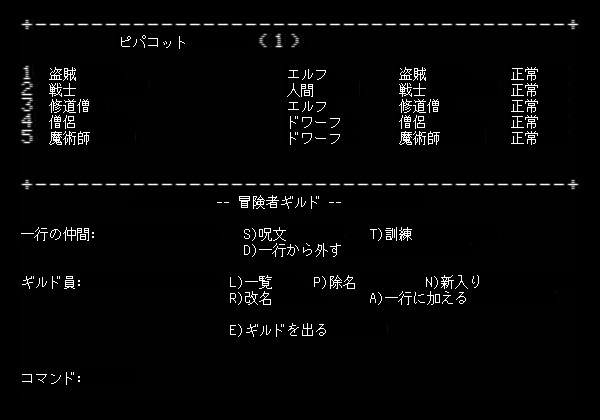 ピパコット (1)
1 盗賊 エルフ 盗賊 正常
2 戦士 人間 戦士 正常
3 修道僧 エルフ 修道僧 正常
4 僧侶 ドワーフ 僧侶 正常
5 魔術師 ドワーフ 魔術師 正常
-- 冒険者ギルド --
一行の仲間: S)呪文 T)訓練
D)一行から外す
ギルド員: L)一覧 P)除名 N)新入り
R)改名 A)一行に加える
E)ギルドを出る
コマンド: